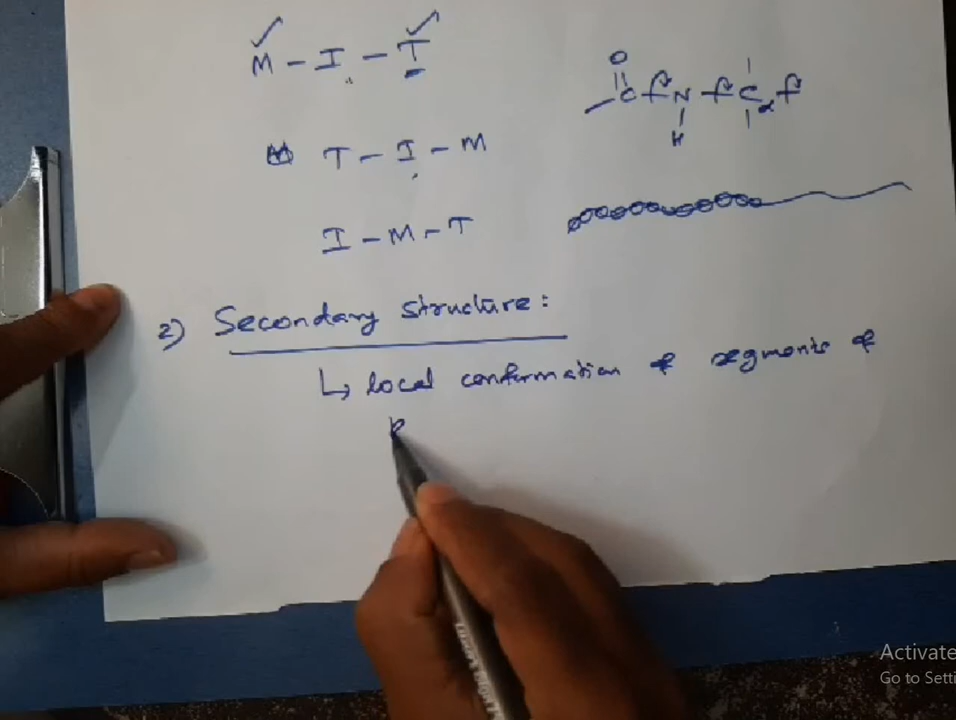 M - I - T
T - I - M
I - M - T
O
C N C α
H
2) Secondary structure :
↳ local conformation of segments of
P
Activate
Go to Setti